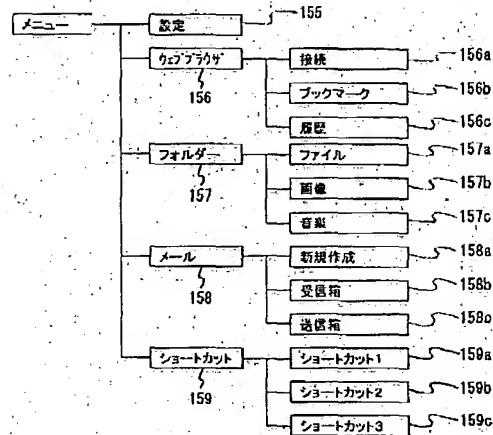 メニュー
設定
155
ウェブブラウザ
156
接続
156a
ブックマーク
156b
履歴
156c
フォルダー
157
ファイル
157a
画像
157b
音楽
157c
メール
158
新規作成
158a
受信箱
158b
送信箱
158c
ショートカット
159
ショートカット1
159a
ショートカット2
159b
ショートカット3
159c